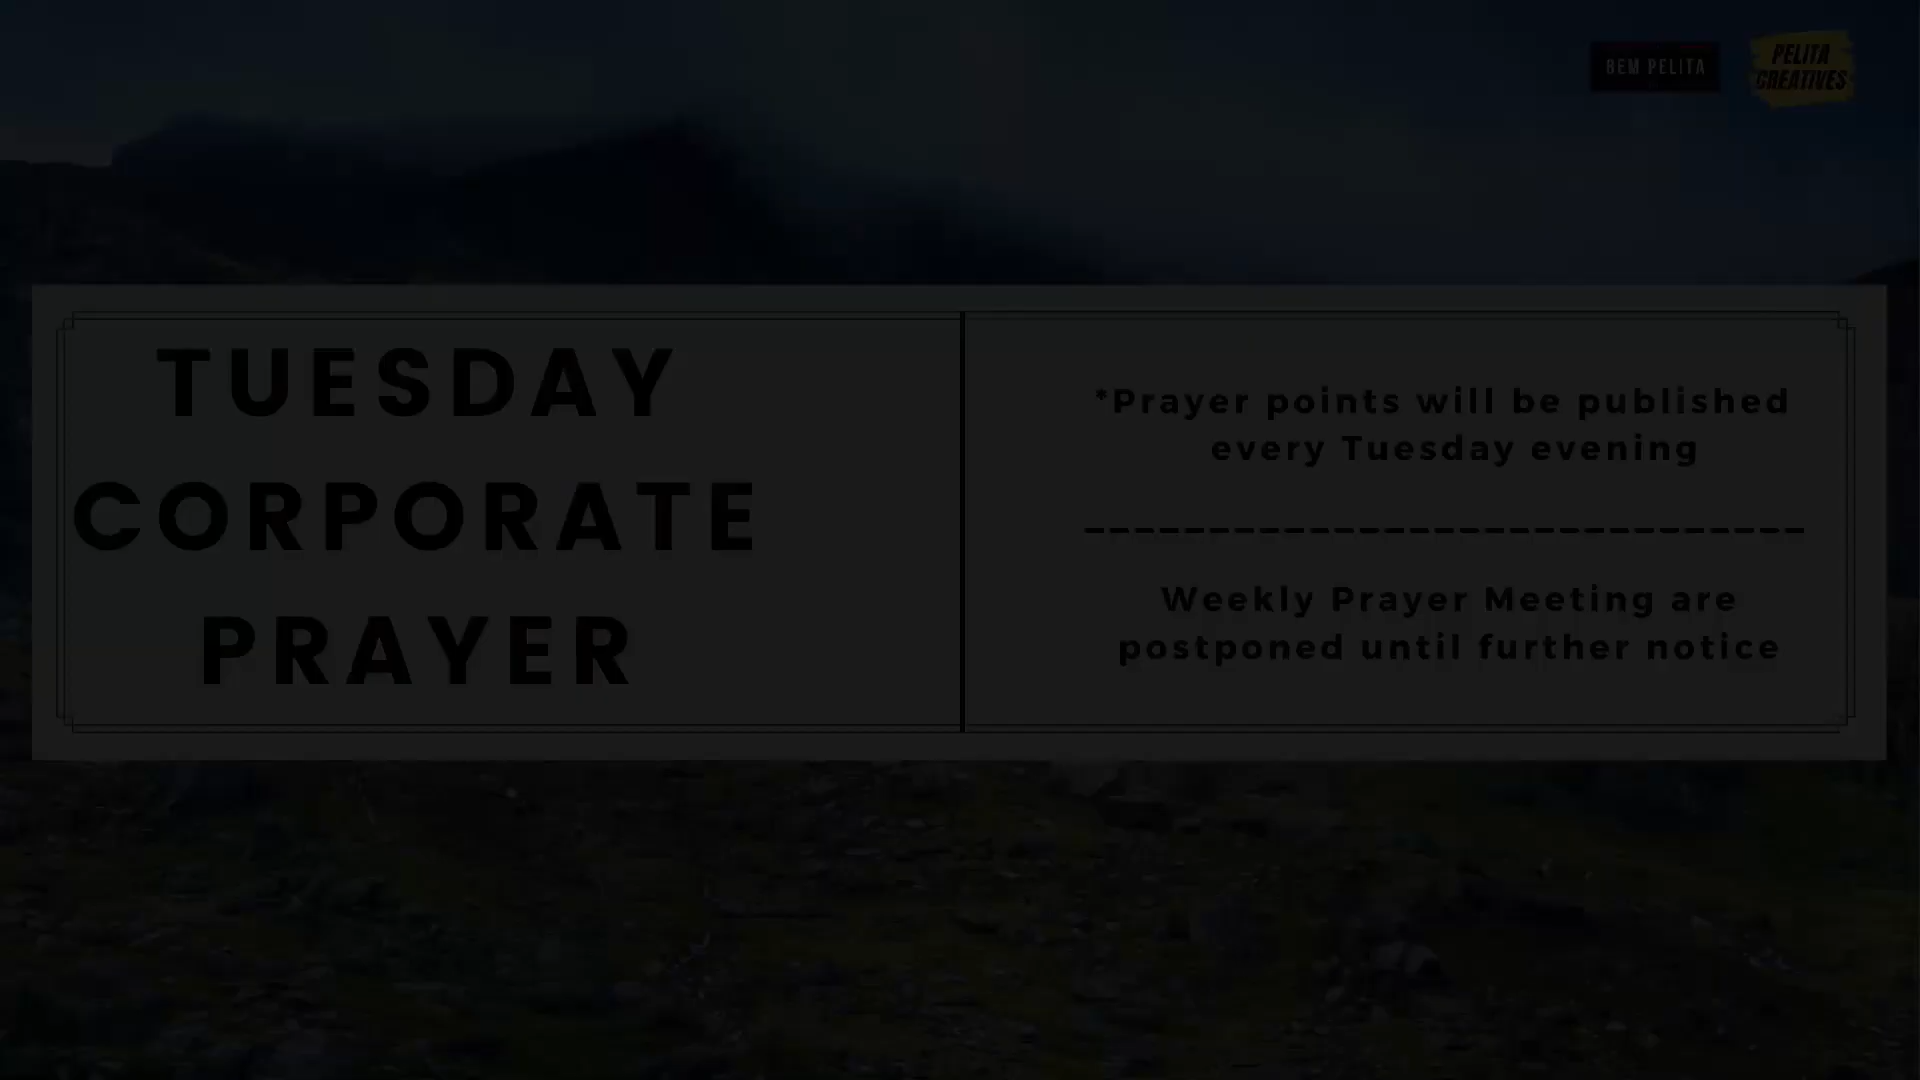 BEM PELITA
PELITA
CREATIVES
TUESDAY
CORPORATE
PRAYER
*Prayer points will be published
every Tuesday evening
Weekly Prayer Meeting are
postponed until further notice